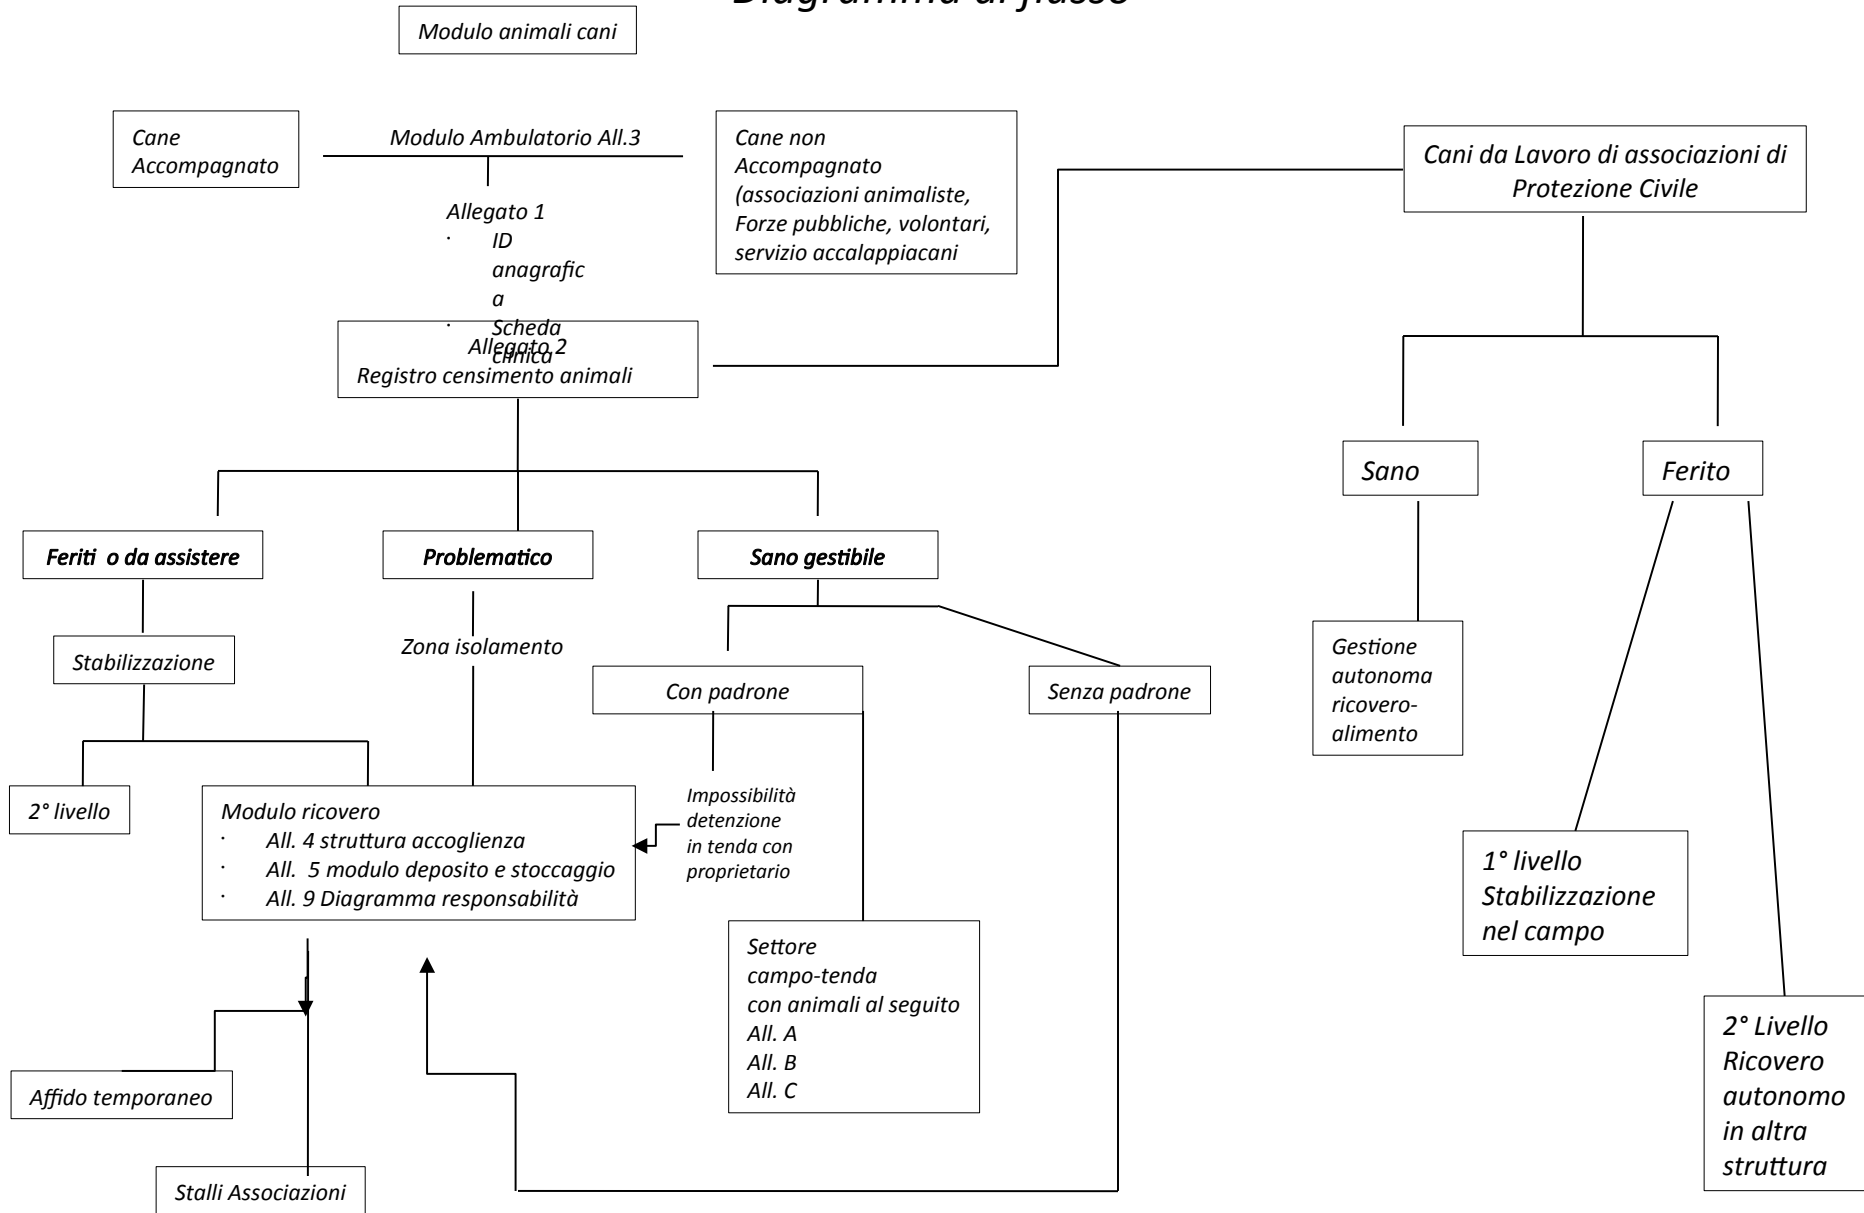 Diagramma di flusso
Modulo animali cani
Cane
Accompagnato
Modulo Ambulatorio All.3
Cane non
Accompagnato
(associazioni animaliste,
Forze pubbliche, volontari,
servizio accalappiacani
Cani da Lavoro di associazioni di
Protezione Civile
Allegato 1
· ID
anagrafic
a
· Scheda
clinica
Allegato 2
Registro censimento animali
Sano
Ferito
Feriti o da assistere
Problematico
Sano gestibile
Stabilizzazione
Zona isolamento
Con padrone
Senza padrone
Gestione
autonoma
ricovero-
alimento
2° livello
Modulo ricovero
· All. 4 struttura accoglienza
· All. 5 modulo deposito e stoccaggio
· All. 9 Diagramma responsabilità
Impossibilità
detenzione
in tenda con
proprietario
1° livello
Stabilizzazione
nel campo
Settore
campo-tenda
con animali al seguito
All. A
All. B
All. C
2° Livello
Ricovero
autonomo
in altra
struttura
Affido temporaneo
Stalli Associazioni